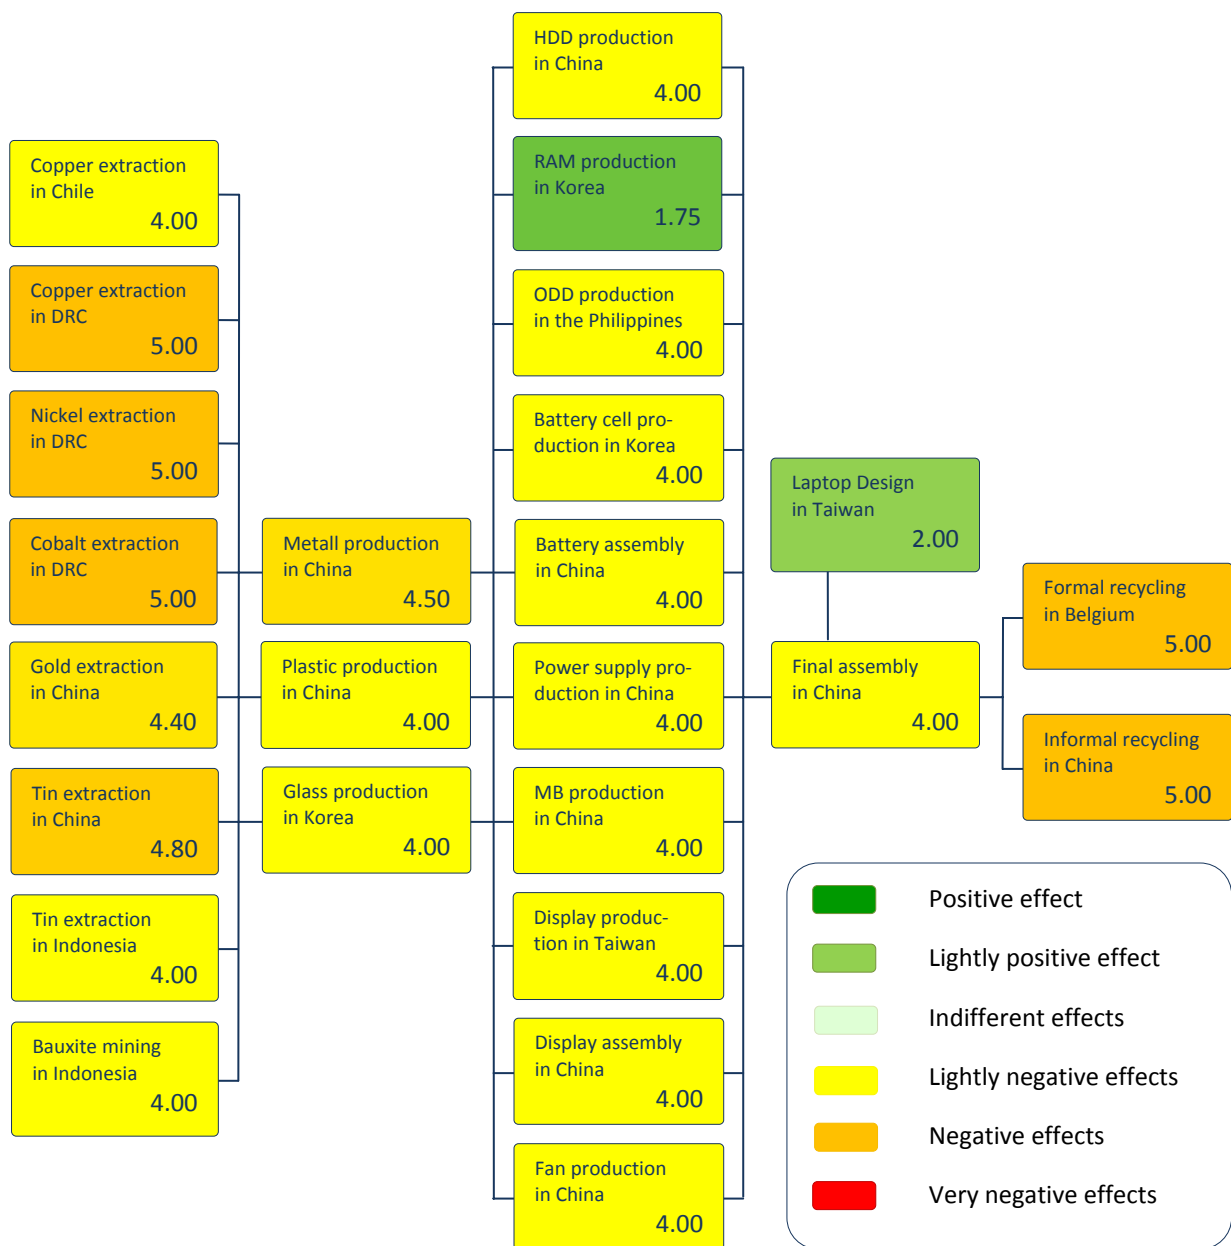 Copper extraction
in Chile
4.00
Copper extraction
in DRC
5.00
Nickel extraction
in DRC
5.00
Cobalt extraction
in DRC
5.00
Gold extraction
in China
4.40
Tin extraction
in China
4.80
Tin extraction
in Indonesia
4.00
Bauxite mining
in Indonesia
4.00
Metall production
in China
4.50
Plastic production
in China
4.00
Glass production
in Korea
4.00
HDD production
in China
4.00
RAM production
in Korea
1.75
ODD production
in the Philippines
4.00
Battery cell pro-
duction in Korea
4.00
Battery assembly
in China
4.00
Power supply pro-
duction in China
4.00
MB production
in China
4.00
Display produc-
tion in Taiwan
4.00
Display assembly
in China
4.00
Fan production
in China
4.00
Laptop Design
in Taiwan
2.00
Final assembly
in China
4.00
Formal recycling
in Belgium
5.00
Informal recycling
in China
5.00
Positive effect
Lightly positive effect
Indifferent effects
Lightly negative effects
Negative effects
Very negative effects